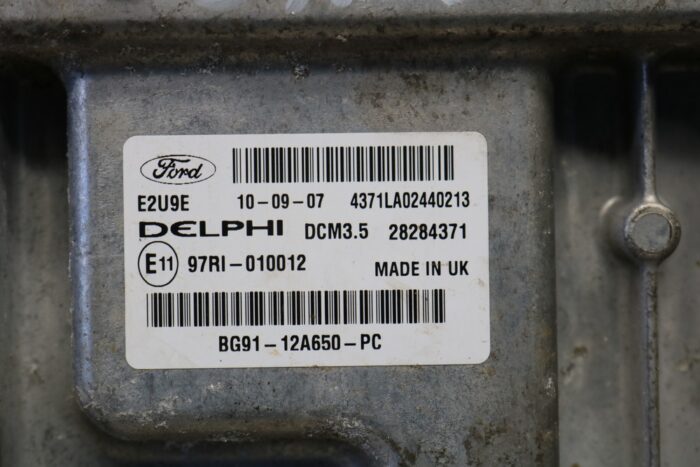 Ford
E2U9E 10-09-07 4371LA02440213
DELPHI DCM3.5 28284371
E11 97RI-010012 MADE IN UK
BG91-12A650-PC